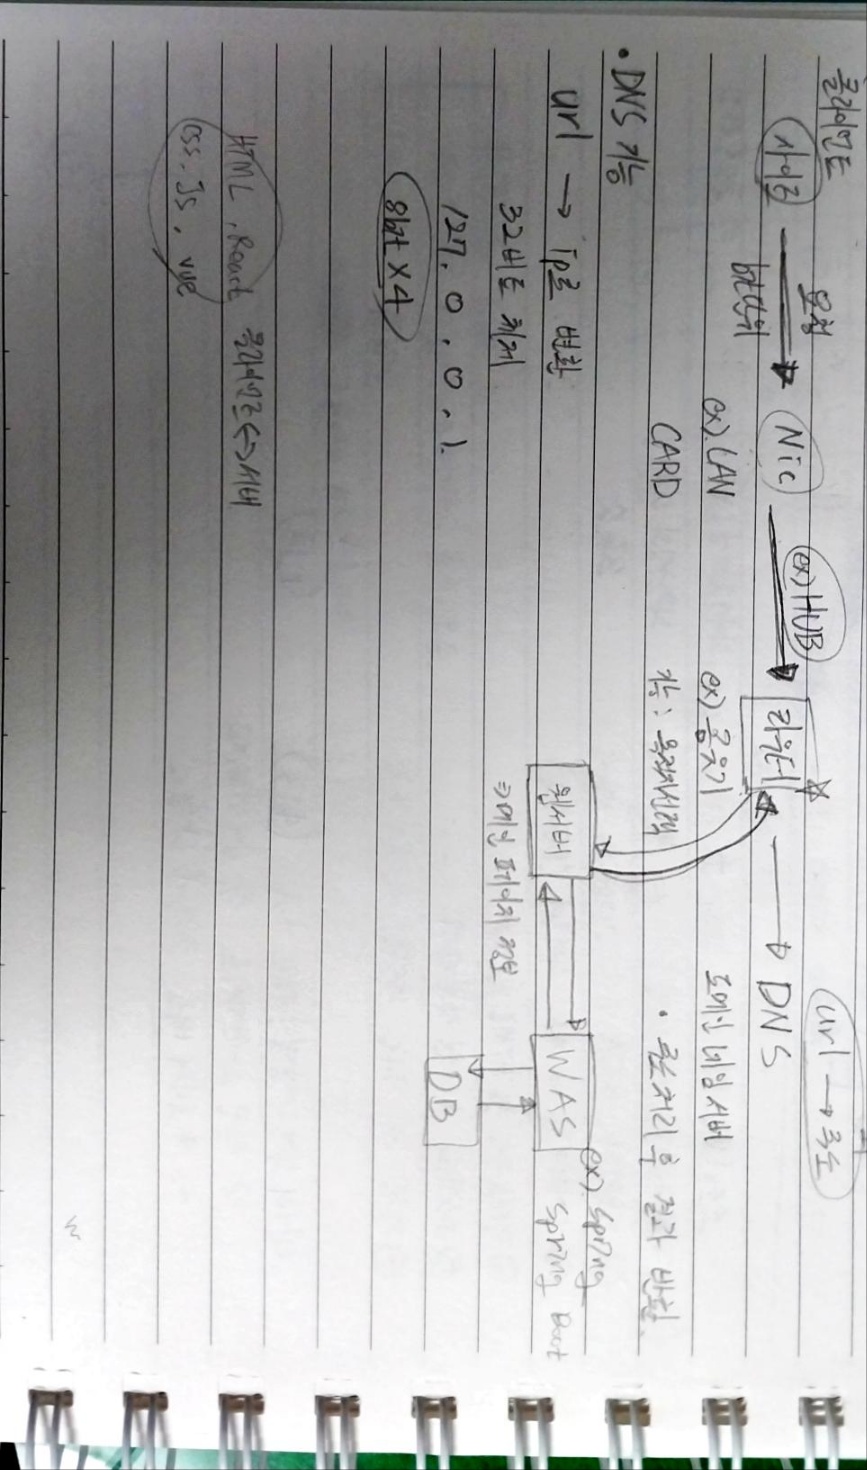 클라이언트
url → 주소
사이트 요청 Nic ex) HUB 라우터 → DNS
bit단위
ex). LAN ex) 공유기 도메인 네임 서버
CARD 기능 : 목적지선택 • 주소처리 후 결과 반환.
• DNS 기능
url → ip로 변환
웹서버 WAS ex). Spring
Spring Boot
32비트 체제 ⇒ 메인 페이지 정보
127. 0. 0. 1.
DB
8bit X 4
HTML, React 클라이언트 <-> 서버
CSS. Js. vue
w